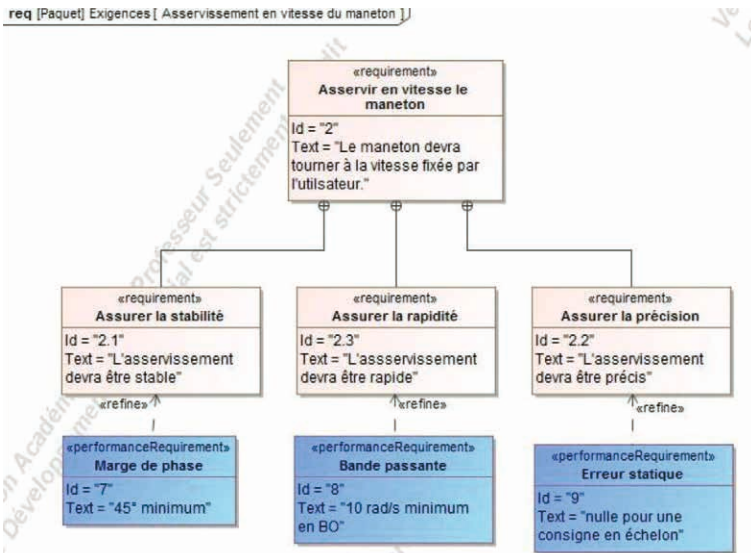 req [Paquet] Exigences [ Asservissement en vitesse du maneton ]
«requirement»
Asservir en vitesse le
maneton
Id = "2"
Text = "Le maneton devra
tourner à la vitesse fixée par
l'utilsateur."
«requirement»
Assurer la stabilité
Id = "2.1"
Text = "L'asservissement
devra être stable"
«requirement»
Assurer la rapidité
Id = "2.3"
Text = "L'assservissement
devra être rapide"
«requirement»
Assurer la précision
Id = "2.2"
Text = "L'asservissement
devra être précis"
«refine»
«refine»
«refine»
«performanceRequirement»
Marge de phase
Id = "7"
Text = "45° minimum"
«performanceRequirement»
Bande passante
Id = "8"
Text = "10 rad/s minimum
en BO"
«performanceRequirement»
Erreur statique
Id = "9"
Text = "nulle pour une
consigne en échelon"
Professeur Seulement
est strictement